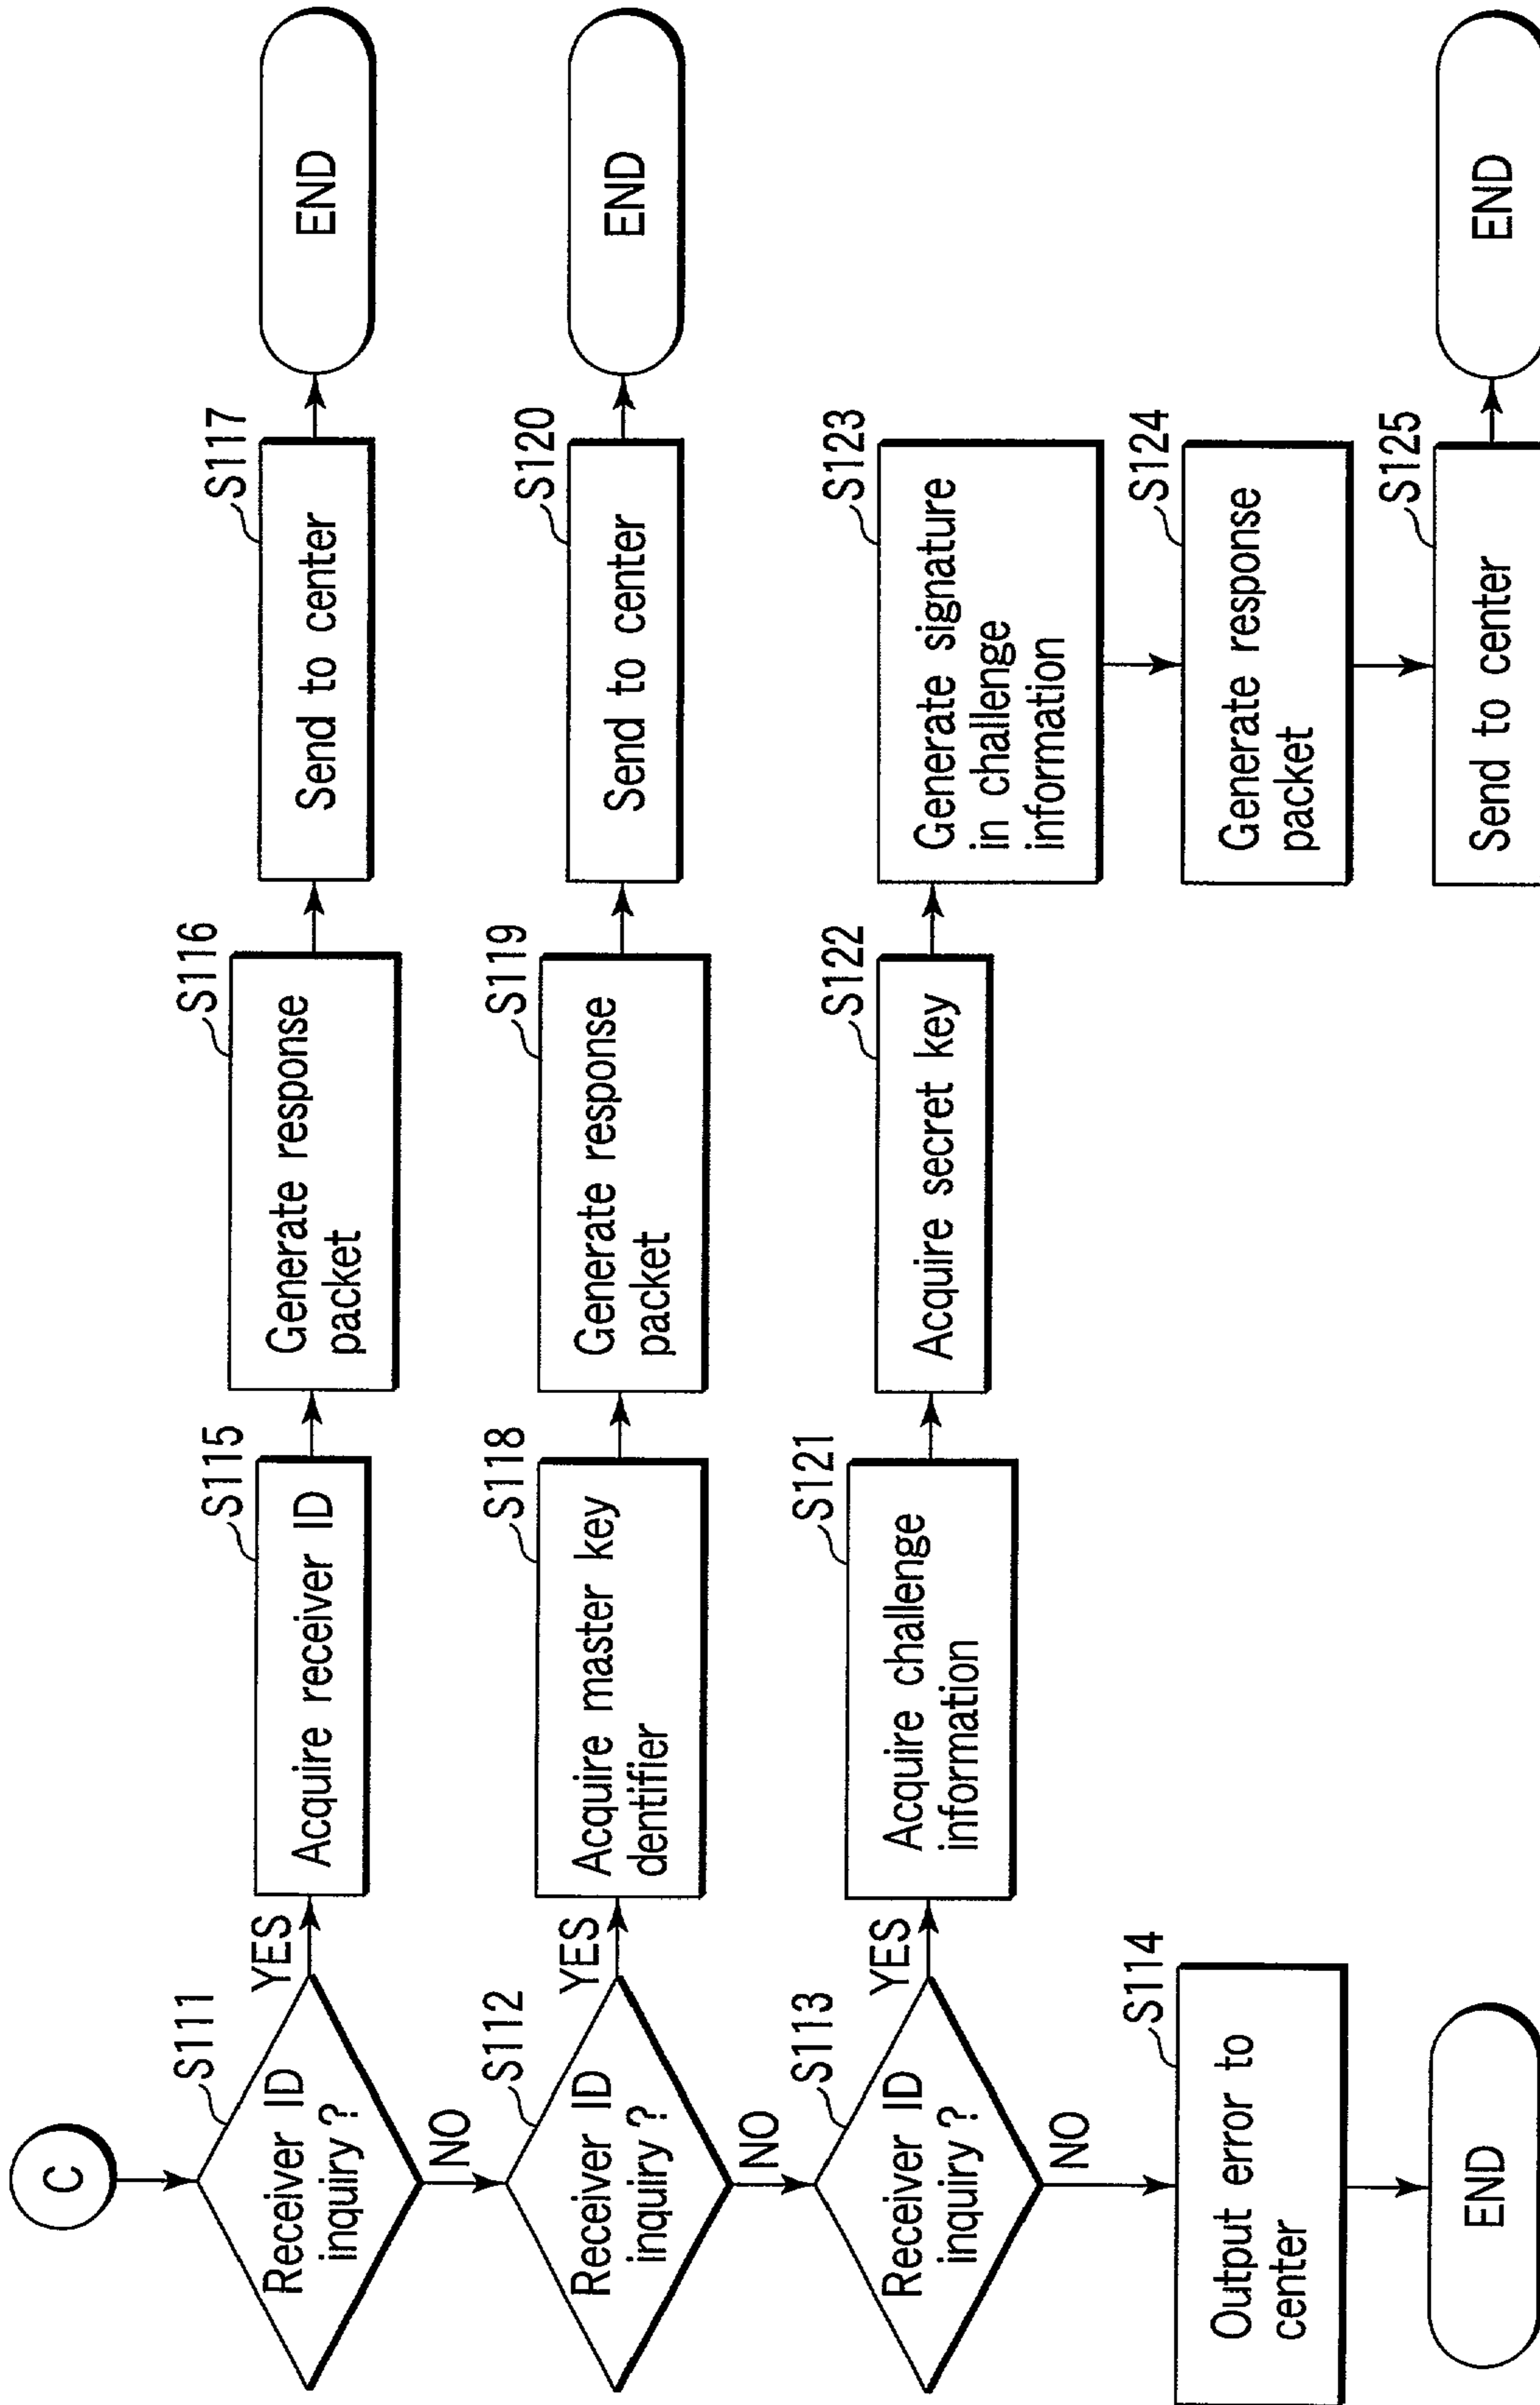 C
S111
Receiver ID
inquiry ?
YES
NO
S115
Acquire receiver ID
S116
Generate response
packet
S117
Send to center
END
S112
Receiver ID
inquiry ?
YES
NO
S118
Acquire master key
dentifier
S119
Generate response
packet
S120
Send to center
END
S113
Receiver ID
inquiry ?
YES
NO
S121
Acquire challenge
information
S122
Acquire secret key
S123
Generate signature
in challenge
information
S124
Generate response
packet
S125
Send to center
END
S114
Output error to
center
END